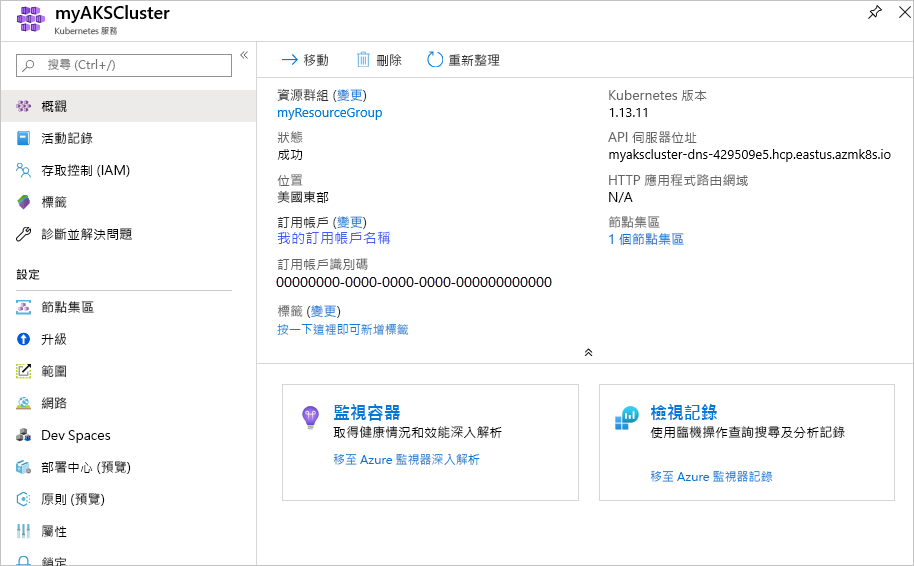 myAKSCluster
Kubernetes 服務
搜尋 (Ctrl+/)
概觀
活動記錄
存取控制 (IAM)
標籤
診斷並解決問題
設定
節點集區
升級
範圍
網路
Dev Spaces
部署中心 (預覽)
原則 (預覽)
屬性
鎖定
移動
刪除
重新整理
資源群組 (變更)
myResourceGroup
狀態
成功
位置
美國東部
訂用帳戶 (變更)
我的訂用帳戶名稱
訂用帳戶識別碼
00000000-0000-0000-0000-000000000000
標籤 (變更)
按一下這裡即可新增標籤
Kubernetes 版本
1.13.11
API 伺服器位址
myakscluster-dns-429509e5.hcp.eastus.azmk8s.io
HTTP 應用程式路由網域
N/A
節點集區
1 個節點集區
監視容器
取得健康情況和效能深入解析
移至 Azure 監視器深入解析
檢視記錄
使用臨機操作查詢搜尋及分析記錄
移至 Azure 監視器記錄